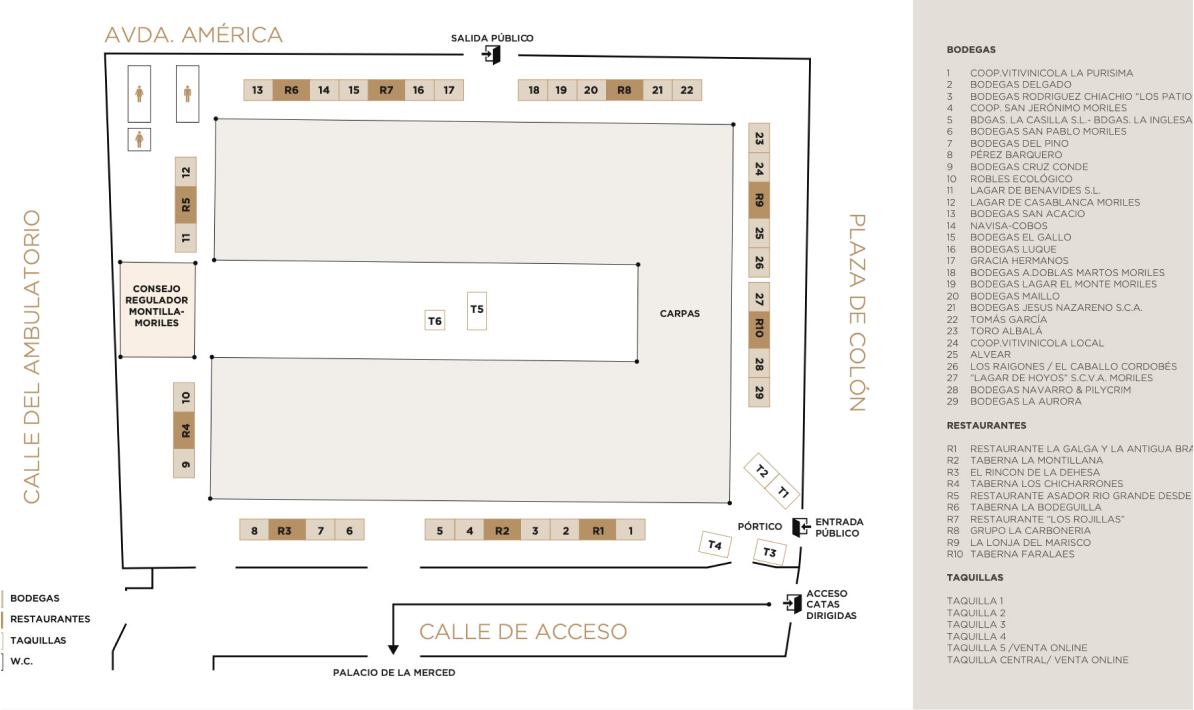 AVDA. AMÉRICA
SALIDA PÚBLICO
13 R6 14 15 R7 16 17
18 19 20 R8 21 22
12
R5
11
CONSEJO
REGULADOR
MONTILLA-
MORILES
CALLE DEL AMBULATORIO
10
R4
9
T6
T5
CARPAS
23
24
R9
25
26
27
R10
28
29
PLAZA DE COLÓN
T2
T1
8 R3 7 6
5 4 R2 3 2 R1 1
PÓRTICO
ENTRADA
PÚBLICO
T4
T3
ACCESO
CATAS
DIRIGIDAS
CALLE DE ACCESO
PALACIO DE LA MERCED
BODEGAS
RESTAURANTES
TAQUILLAS
W.C.
BODEGAS
1 COOP.VITIVINICOLA LA PURISIMA
2 BODEGAS DELGADO
3 BODEGAS RODRIGUEZ CHIACHIO "LOS PATIO
4 COOP. SAN JERÓNIMO MORILES
5 BDGAS. LA CASILLA S.L.- BDGAS. LA INGLESA
6 BODEGAS SAN PABLO MORILES
7 BODEGAS DEL PINO
8 PÉREZ BARQUERO
9 BODEGAS CRUZ CONDE
10 ROBLES ECOLÓGICO
11 LAGAR DE BENAVIDES S.L.
12 LAGAR DE CASABLANCA MORILES
13 BODEGAS SAN ACACIO
14 NAVISA-COBOS
15 BODEGAS EL GALLO
16 BODEGAS LUQUE
17 GRACIA HERMANOS
18 BODEGAS A.DOBLAS MARTOS MORILES
19 BODEGAS LAGAR EL MONTE MORILES
20 BODEGAS MAILLO
21 BODEGAS JESUS NAZARENO S.C.A.
22 TOMÁS GARCÍA
23 TORO ALBALÁ
24 COOP.VITIVINICOLA LOCAL
25 ALVEAR
26 LOS RAIGONES / EL CABALLO CORDOBÉS
27 "LAGAR DE HOYOS" S.C.V.A. MORILES
28 BODEGAS NAVARRO & PILYCRIM
29 BODEGAS LA AURORA
RESTAURANTES
R1 RESTAURANTE LA GALGA Y LA ANTIGUA BRA
R2 TABERNA LA MONTILLANA
R3 EL RINCON DE LA DEHESA
R4 TABERNA LOS CHICHARRONES
R5 RESTAURANTE ASADOR RIO GRANDE DESDE
R6 TABERNA LA BODEGUILLA
R7 RESTAURANTE "LOS ROJILLAS"
R8 GRUPO LA CARBONERIA
R9 LA LONJA DEL MARISCO
R10 TABERNA FARALAES
TAQUILLAS
TAQUILLA 1
TAQUILLA 2
TAQUILLA 3
TAQUILLA 4
TAQUILLA 5 /VENTA ONLINE
TAQUILLA CENTRAL/ VENTA ONLINE